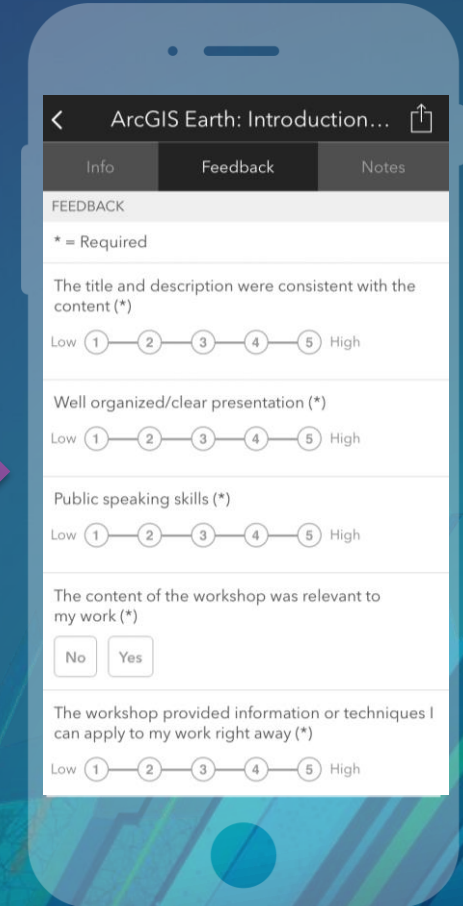 ArcGIS Earth: Introduction...
Info Feedback Notes
FEEDBACK
* = Required
The title and description were consistent with the
content (*)
Low 1 2 3 4 5 High
Well organized/clear presentation (*)
Low 1 2 3 4 5 High
Public speaking skills (*)
Low 1 2 3 4 5 High
The content of the workshop was relevant to
my work (*)
No Yes
The workshop provided information or techniques I
can apply to my work right away (*)
Low 1 2 3 4 5 High